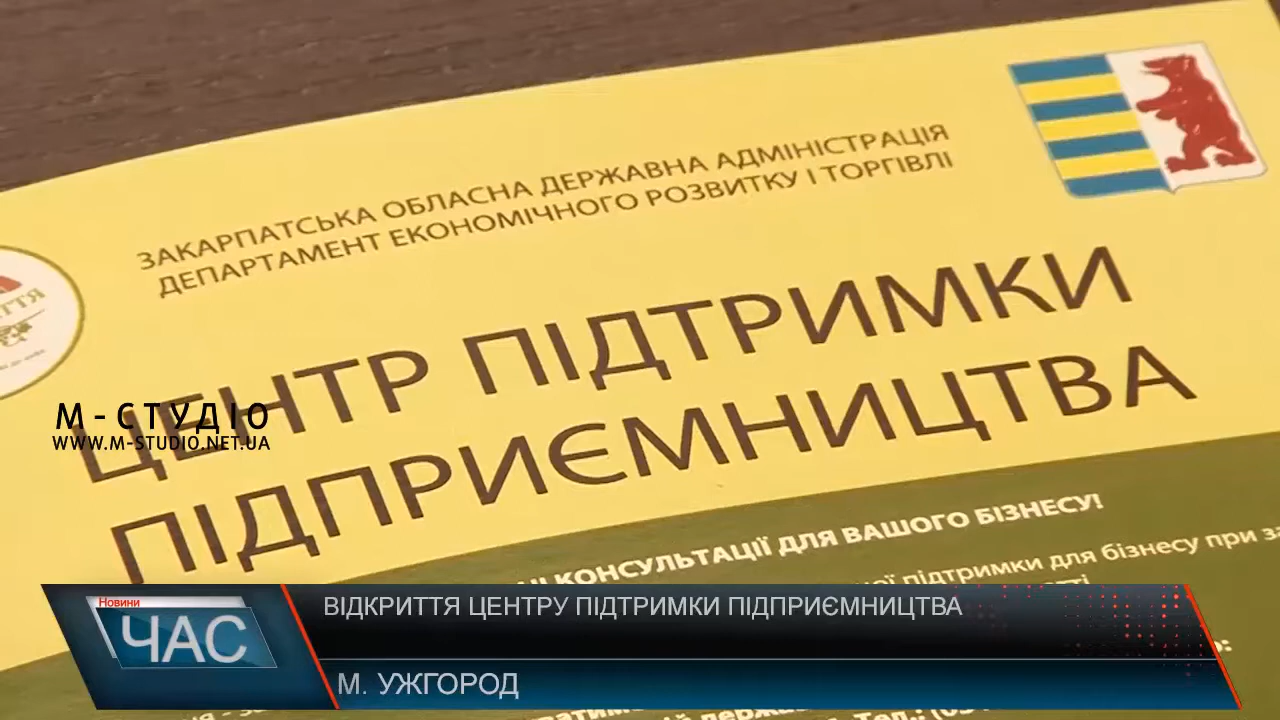 ЗАКАРПАТСЬКА ОБЛАСНА ДЕРЖАВНА АДМІНІСТРАЦІЯ
ДЕПАРТАМЕНТ ЕКОНОМІЧНОГО РОЗВИТКУ І ТОРГІВЛІ
ЦЕНТР ПІДТРИМКИ
ПІДПРИЄМНИЦТВА
М-СТУДІО
WWW.M-STUDIO.NET.UA
КОНСУЛЬТАЦІЇ ДЛЯ ВАШОГО БІЗНЕСУ!
підтримки для бізнесу при
Новини
ЧАС
ВІДКРИТТЯ ЦЕНТРУ ПІДТРИМКИ ПІДПРИЄМНИЦТВА
М. УЖГОРОД